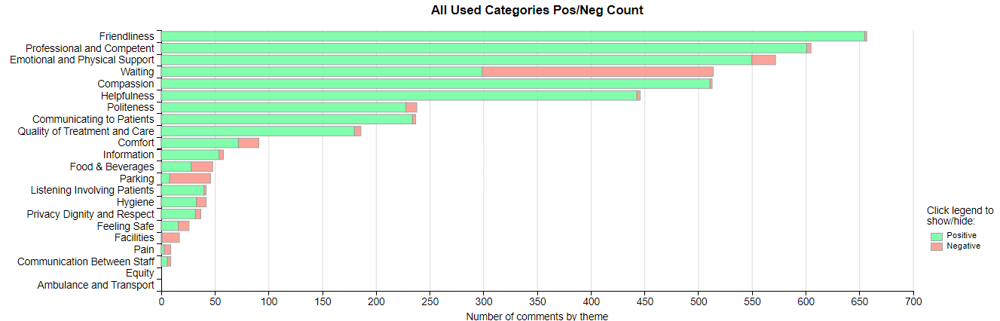 All Used Categories Pos/Neg Count
Friendliness
Professional and Competent
Emotional and Physical Support
Waiting
Compassion
Helpfulness
Politeness
Communicating to Patients
Quality of Treatment and Care
Comfort
Information
Food & Beverages
Parking
Listening Involving Patients
Hygiene
Privacy Dignity and Respect
Feeling Safe
Facilities
Pain
Communication Between Staff
Equity
Ambulance and Transport
0 50 100 150 200 250 300 350 400 450 500 550 600 650 700
Number of comments by theme
Click legend to
show/hide:
Positive
Negative